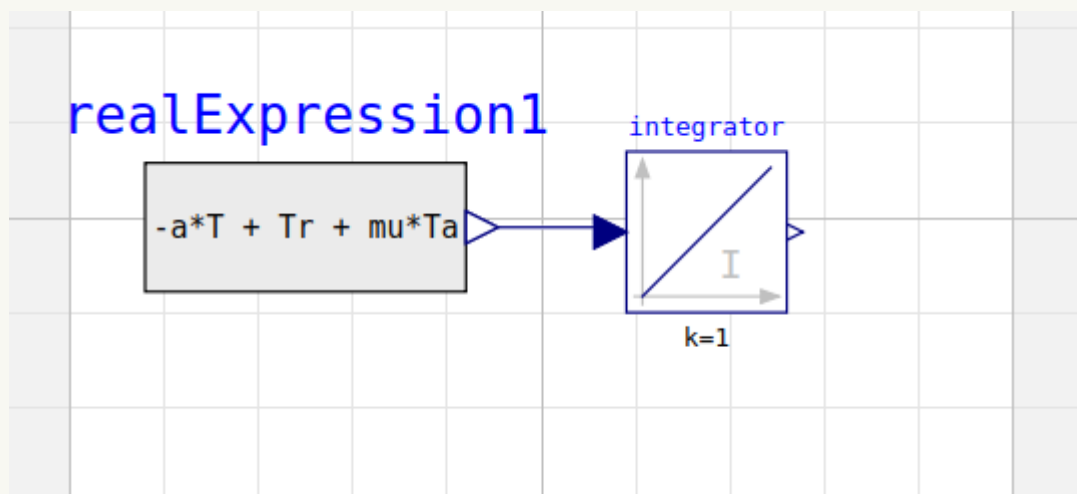 realExpression1
integrator
-a*T + Tr + mu*Ta
I
k=1